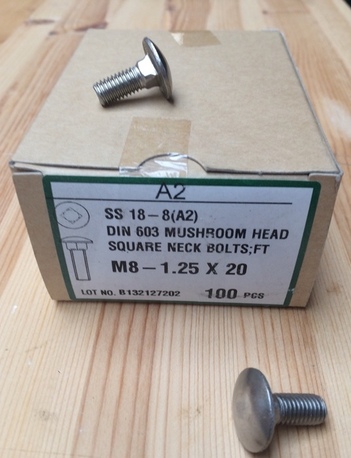 A2
SS 18-8(A2)
DIN 603 MUSHROOM HEAD
SQUARE NECK BOLTS;FT
M8-1.25 X 20
LOT NO. B132127202 100 PCS